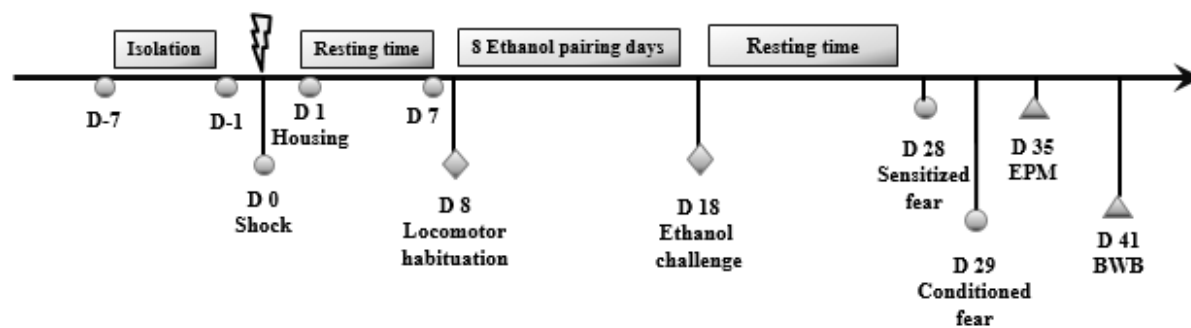 Isolation
Resting time
8 Ethanol pairing days
Resting time
D-7
D-1
D 1
Housing
D 7
D 0
Shock
D 8
Locomotor
habituation
D 18
Ethanol
challenge
D 28
Sensitized
fear
D 29
Conditioned
fear
D 35
EPM
D 41
BWB